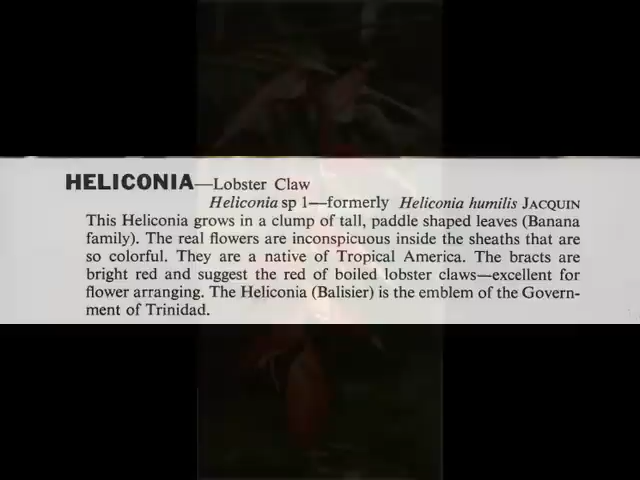 HELICONIA—Lobster Claw
Heliconia sp 1—formerly Heliconia humilis JACQUIN
This Heliconia grows in a clump of tall, paddle shaped leaves (Banana
family). The real flowers are inconspicuous inside the sheaths that are
so colorful. They are a native of Tropical America. The bracts are
bright red and suggest the red of boiled lobster claws—excellent for
flower arranging. The Heliconia (Balisier) is the emblem of the Govern-
ment of Trinidad.